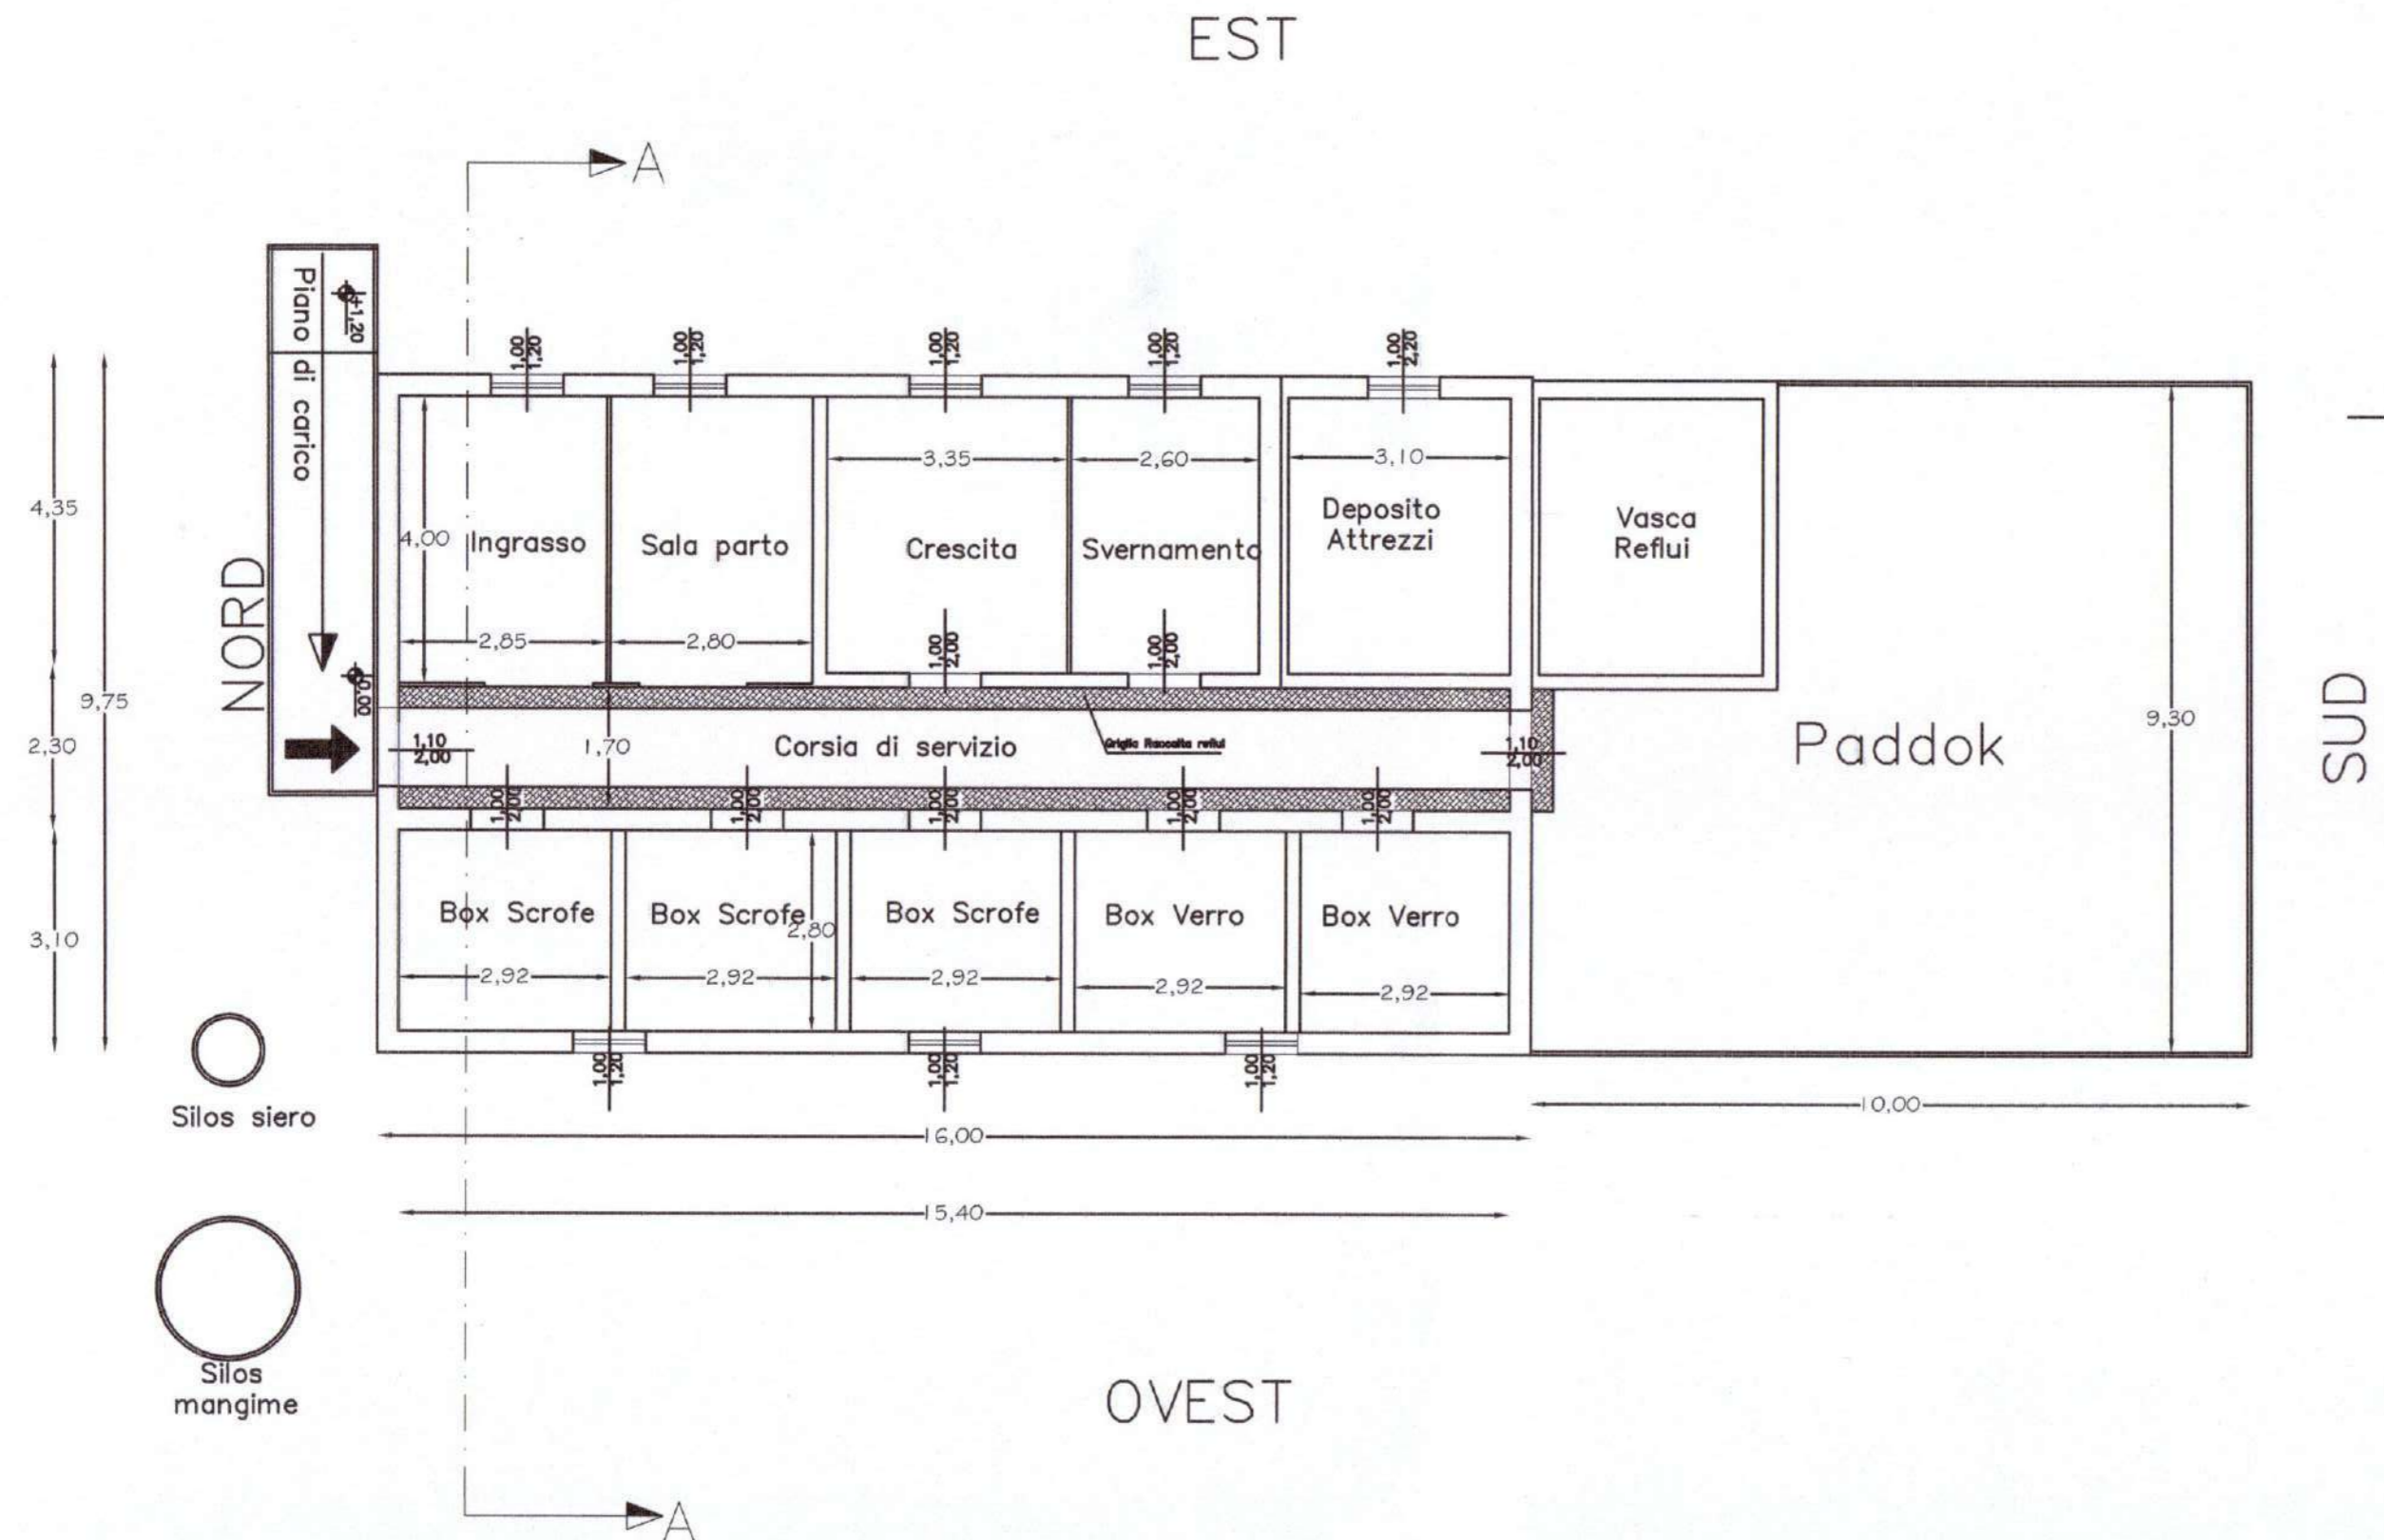 EST
A
Piano di carico
+1,20
1,00
1,20
1,00
1,20
1,00
1,20
1,00
1,20
1,00
2,20
4,35
9,75
2,30
3,10
NORD
4,00
Ingrasso
Sala parto
3,35
Crescita
2,60
Svernamento
3,10
Deposito
Attrezzi
Vasca
Reflui
2,85
2,80
1,00
2,00
1,00
2,00
0,00
1,10
2,00
1,70
Corsia di servizio
Griglia Raccolta reflui
1,10
2,00
Paddok
9,30
SUD
1,00
2,00
1,00
2,00
1,00
2,00
1,00
2,00
1,00
2,00
Box Scrofe
Box Scrofe
Box Scrofe
Box Verro
Box Verro
2,80
2,92
2,92
2,92
2,92
2,92
1,00
1,20
1,00
1,20
1,00
1,20
Silos siero
10,00
16,00
15,40
Silos
mangime
OVEST
A